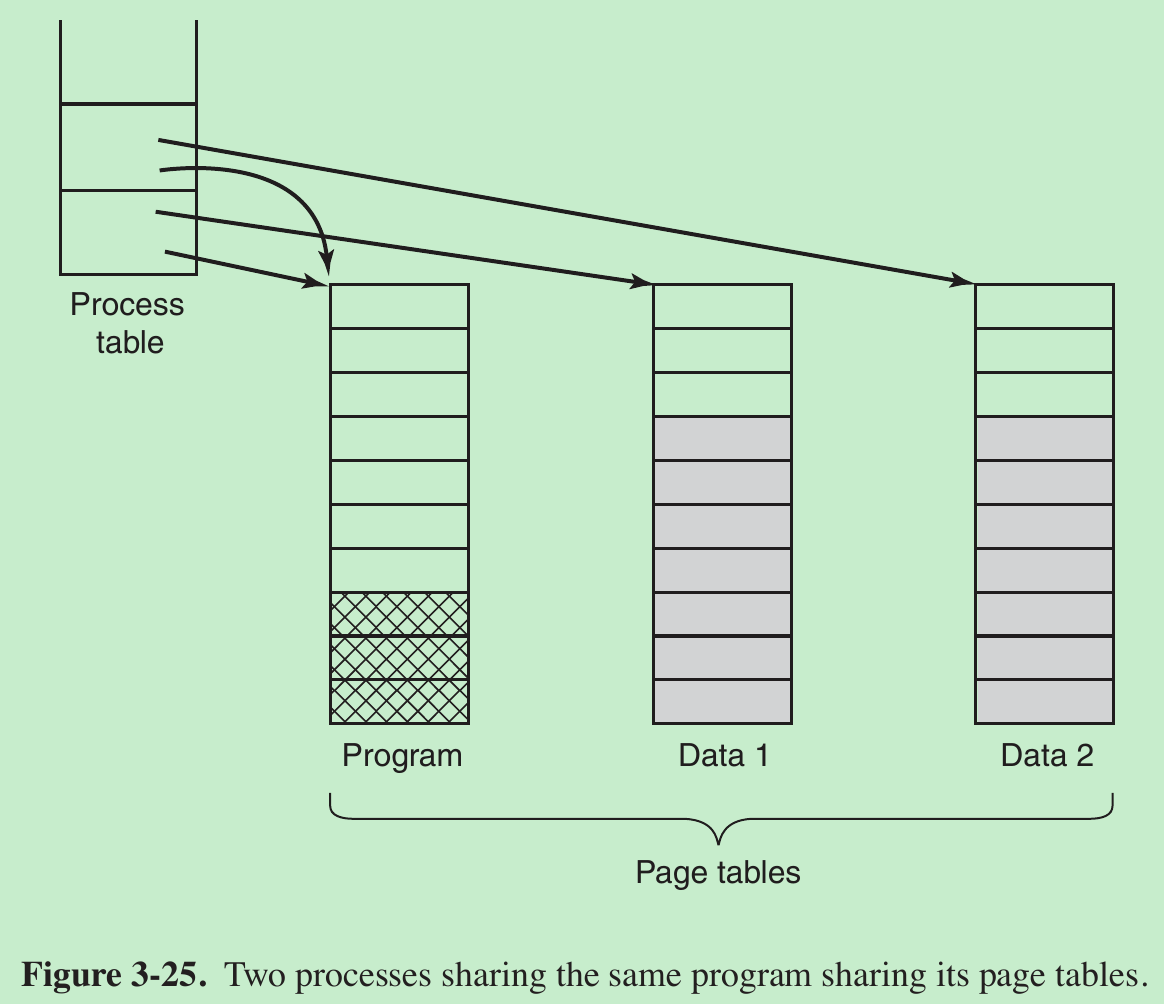 Process
table
Program
Data 1
Data 2
Page tables
Figure 3-25. Two processes sharing the same program sharing its page tables.